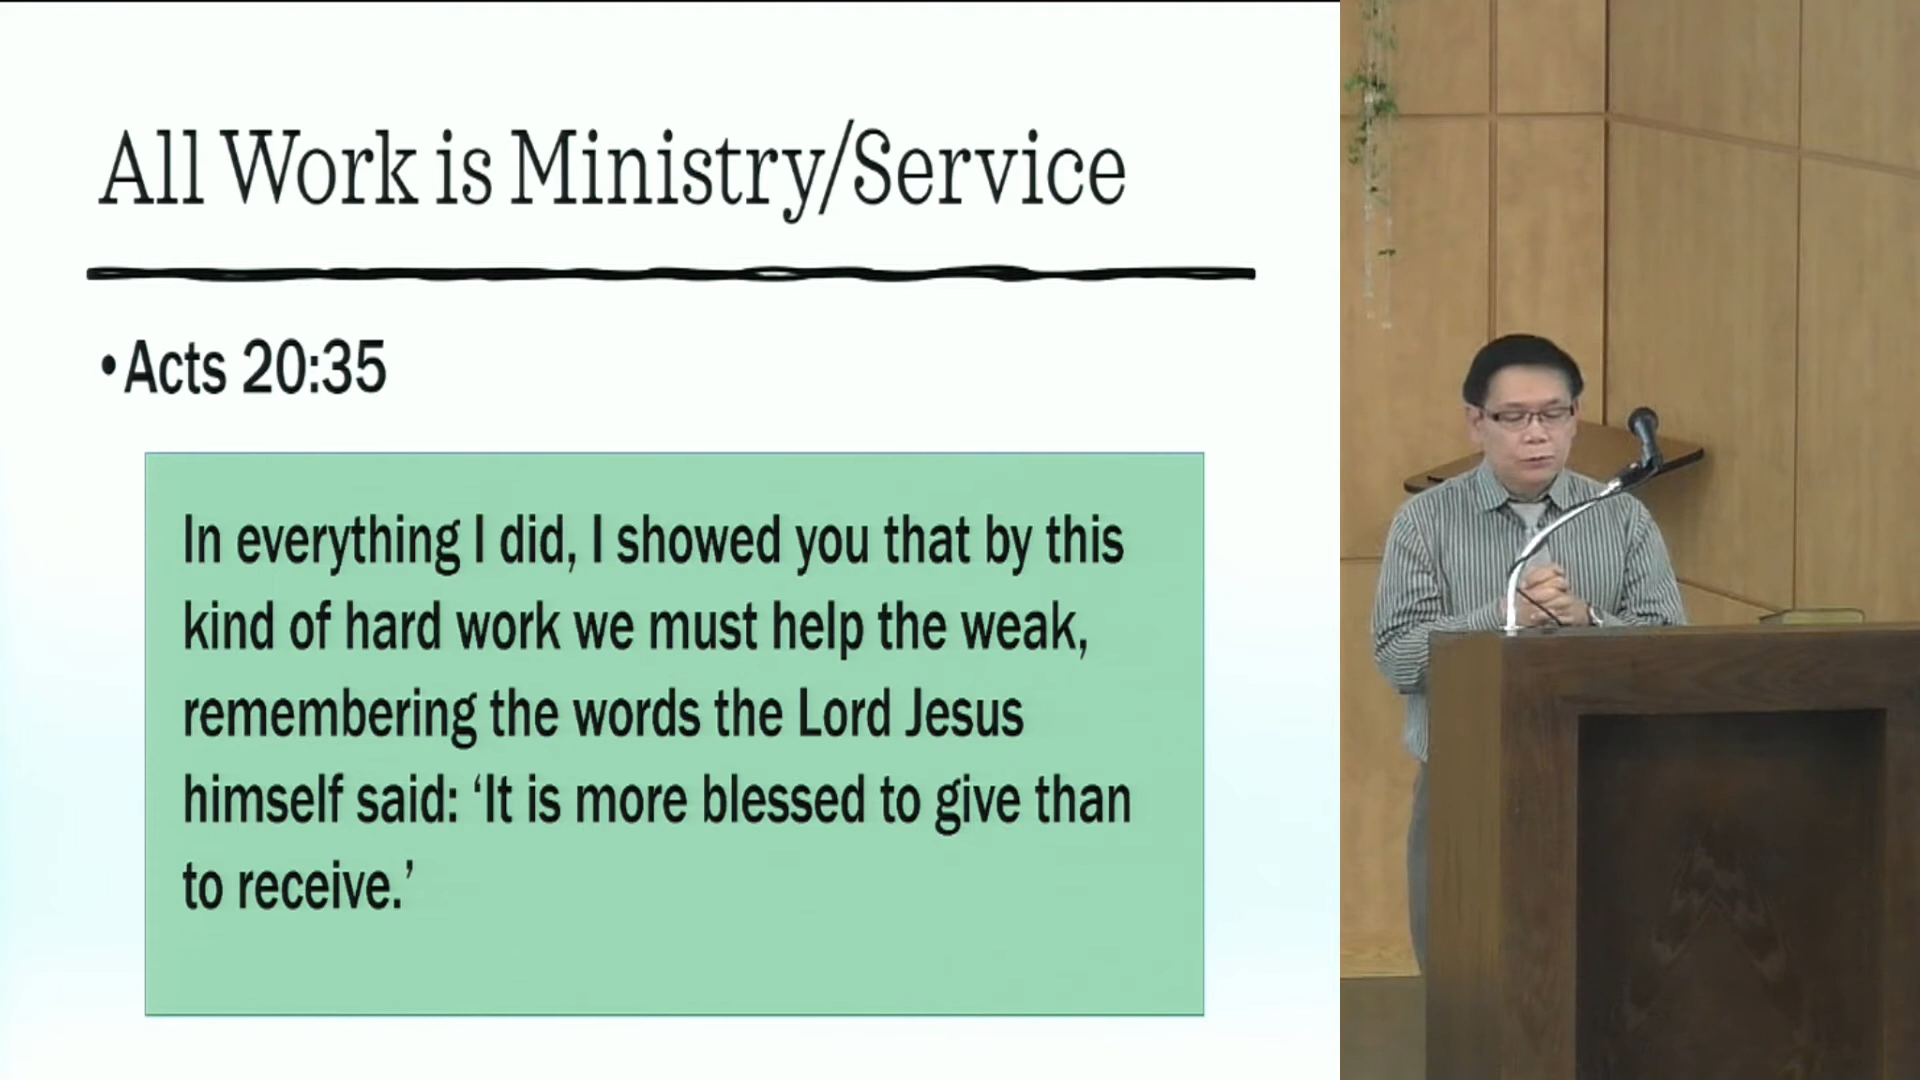 All Work is Ministry/Service
•Acts 20:35
In everything I did, I showed you that by this
kind of hard work we must help the weak,
remembering the words the Lord Jesus
himself said: ‘It is more blessed to give than
to receive.’